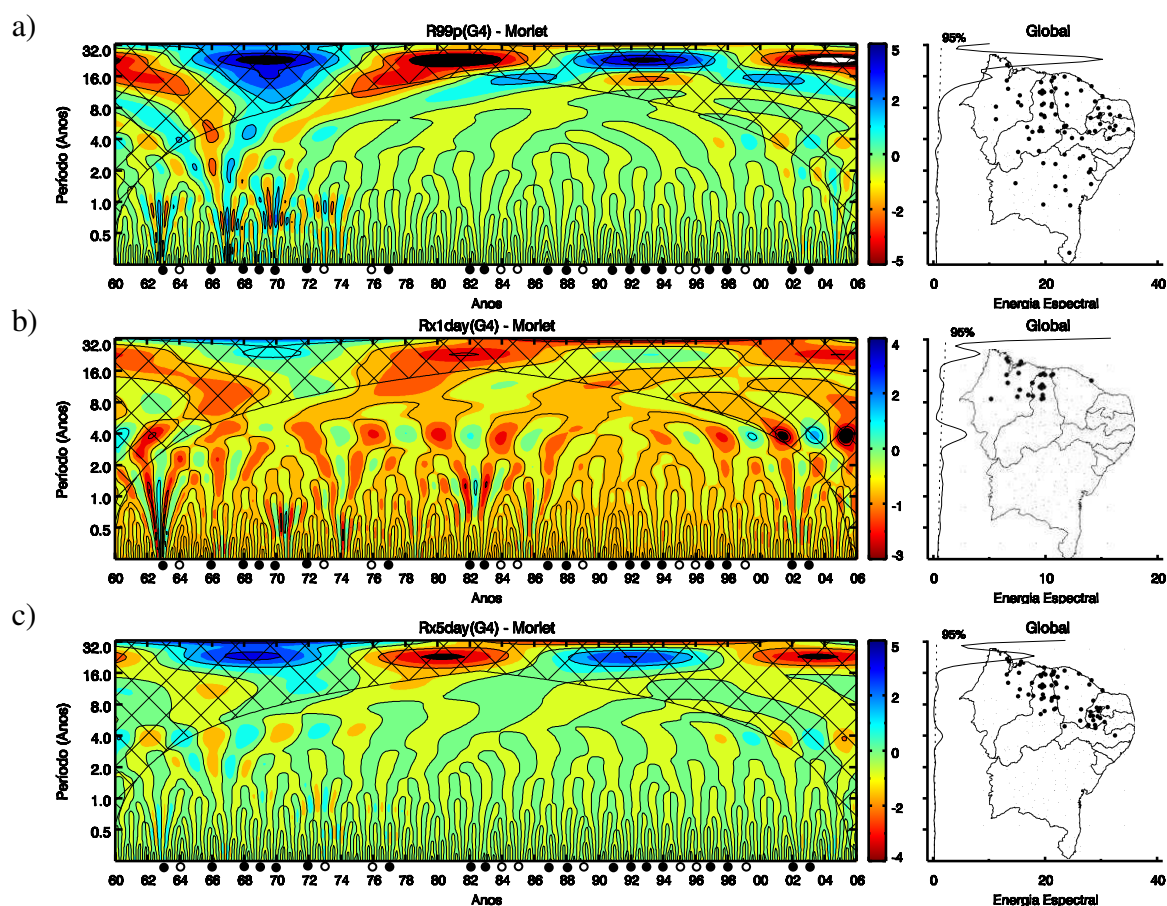 a)
R99p(G4) - Morlet
Período (Anos)
32.0
16.0
8.0
4.0
2.0
1.0
0.5
60 62 64 66 68 70 72 74 76 78 80 82 84 86 88 90 92 94 96 98 00 02 04 06
Anos
5
2
0
-2
-5
Global
95%
0 20 40
Energia Espectral
b)
Rx1day(G4) - Morlet
Período (Anos)
32.0
16.0
8.0
4.0
2.0
1.0
0.5
60 62 64 66 68 70 72 74 76 78 80 82 84 86 88 90 92 94 96 98 00 02 04 06
Anos
4
2
0
-1
-3
Global
95%
0 10 20
Energia Espectral
c)
Rx5day(G4) - Morlet
Período (Anos)
32.0
16.0
8.0
4.0
2.0
1.0
0.5
60 62 64 66 68 70 72 74 76 78 80 82 84 86 88 90 92 94 96 98 00 02 04 06
Anos
5
2
0
-2
-4
Global
95%
0 20 40
Energia Espectral